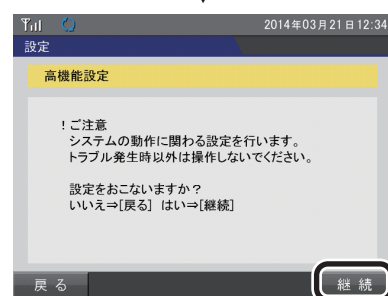 2014年03月21日12:34
設定
高機能設定
！ご注意
システムの動作に関わる設定を行います。
トラブル発生時以外は操作しないでください。
設定をおこないますか？
いいえ⇒[戻る] はい⇒[継続]
戻る
継続